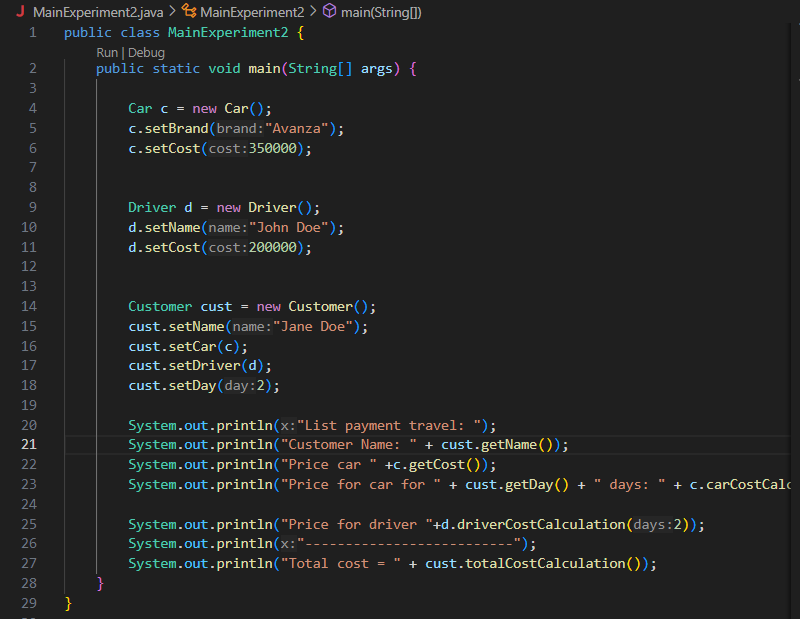 MainExperiment2.java > MainExperiment2 > main(String[])
1 public class MainExperiment2 {
Run | Debug
2 public static void main(String[] args) {
3
4 Car c = new Car();
5 c.setBrand(brand:"Avanza");
6 c.setCost(cost:350000);
7
8
9 Driver d = new Driver();
10 d.setName(name:"John Doe");
11 d.setCost(cost:200000);
12
13
14 Customer cust = new Customer();
15 cust.setName(name:"Jane Doe");
16 cust.setCar(c);
17 cust.setDriver(d);
18 cust.setDay(day:2);
19
20 System.out.println(x:"List payment travel: ");
21 System.out.println("Customer Name: " + cust.getName());
22 System.out.println("Price car " +c.getCost());
23 System.out.println("Price for car for " + cust.getDay() + " days: " + c.carCostCalc
24
25 System.out.println("Price for driver "+d.driverCostCalculation(days:2));
26 System.out.println(x:"--------------------------");
27 System.out.println("Total cost = " + cust.totalCostCalculation());
28 }
29 }